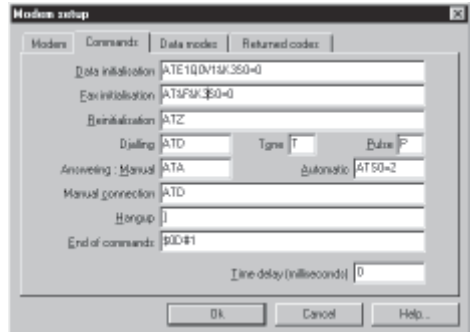 Modem setup
Modem Commands Data modes Returned codes
Data initialisation ATE1Q0V1&K3S0=0
Fax initialisation AT&F&K3S0=0
Reinitialisation ATZ
Dialling ATD Tone T Pulse P
Answering : Manual ATA Automatic ATS0=2
Manual connection ATD
Hangup
End of commands $0D#1
Time delay (milliseconds) 0
Ok Cancel Help...